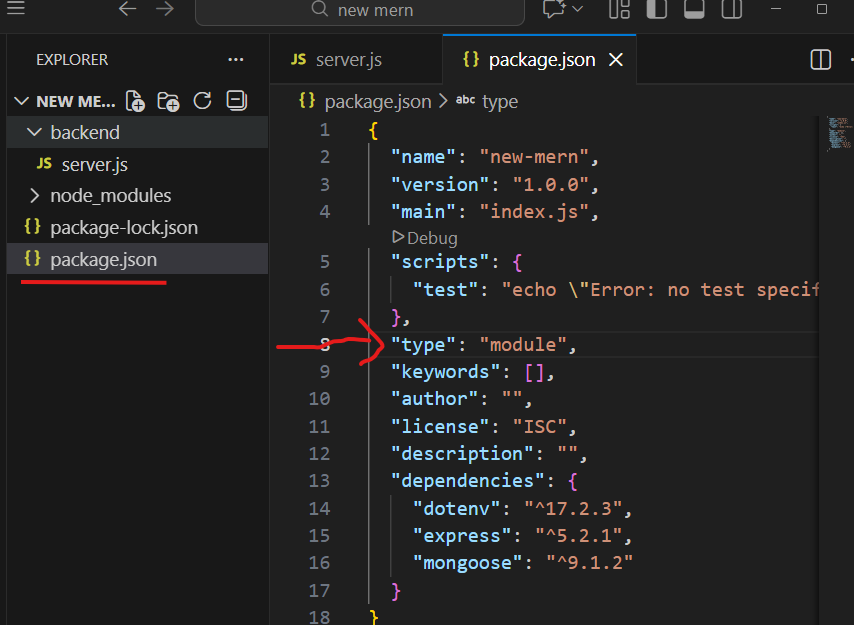 new mern
EXPLORER
JS server.js
{} package.json
NEW ME...
{} package.json > abc type
backend
JS server.js
node_modules
{} package-lock.json
{} package.json
1 {
2 "name": "new-mern",
3 "version": "1.0.0",
4 "main": "index.js",
Debug
5 "scripts": {
6 "test": "echo \"Error: no test specif
7 },
8 "type": "module",
9 "keywords": [],
10 "author": "",
11 "license": "ISC",
12 "description": "",
13 "dependencies": {
14 "dotenv": "^17.2.3",
15 "express": "^5.2.1",
16 "mongoose": "^9.1.2"
17 }
18 }